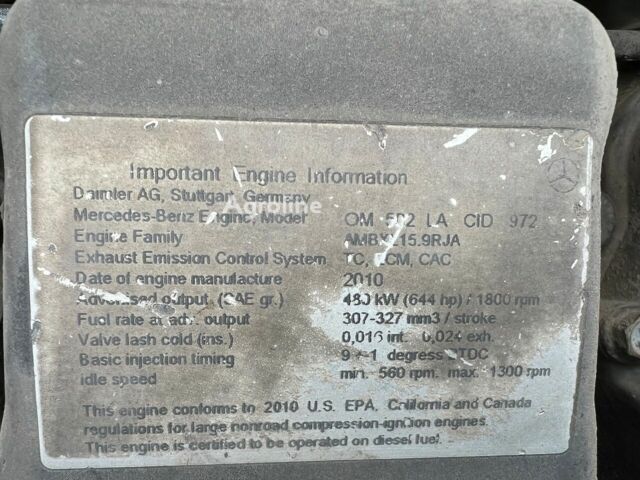 Important Engine Information
Daimler AG, Stuttgart, Germany
Mercedes-Benz Engine, Model OM 502 LA CID 972
Engine Family
Exhaust Emission Control System TC, ECM, CAC
Date of engine manufacture 2010
Advertised output, (SAE gr.) 480 kW (644 hp) / 1800 rpm
Fuel rate at adv. output 307-327 mm3 / stroke
Valve lash cold (ins.) 0,016 int. 0,024 exh.
Basic injection timing 9 +-1 degress BTDC
idle speed min. 560 rpm. max. 1300 rpm
This engine conforms to 2010 U.S. EPA, California and Canada
regulations for large nonroad compression-ignition engines.
This engine is certified to be operated on diesel fuel.
Agroline